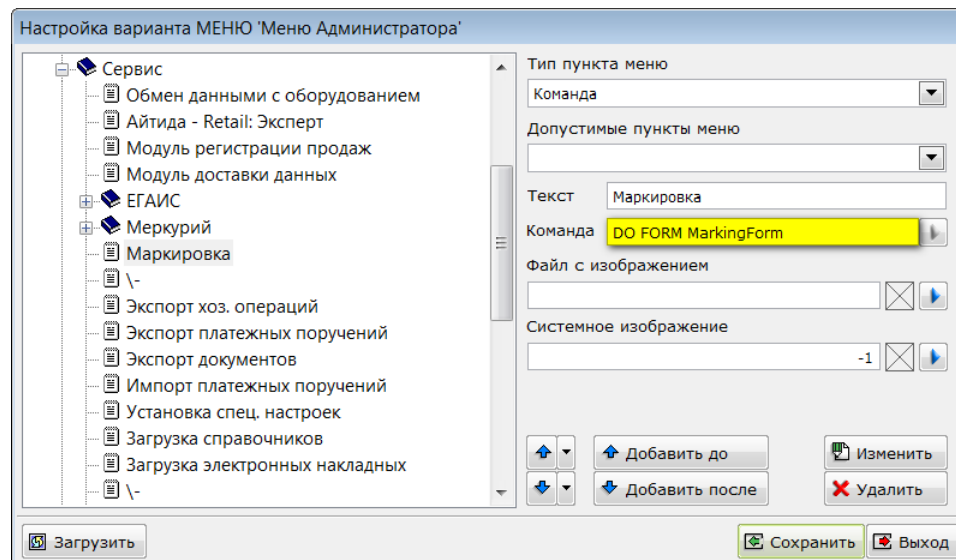 Настройка варианта МЕНЮ 'Меню Администратора'
Сервис
Обмен данными с оборудованием
Айтида - Retail: Эксперт
Модуль регистрации продаж
Модуль доставки данных
ЕГАИС
Меркурий
Маркировка
\-
Экспорт хоз. операций
Экспорт платежных поручений
Экспорт документов
Импорт платежных поручений
Установка спец. настроек
Загрузка справочников
Загрузка электронных накладных
\-
Тип пункта меню
Команда
Допустимые пункты меню
Текст Маркировка
Команда DO FORM MarkingForm
Файл с изображением
Системное изображение
-1
Добавить до Изменить
Добавить после Удалить
Загрузить Сохранить Выход